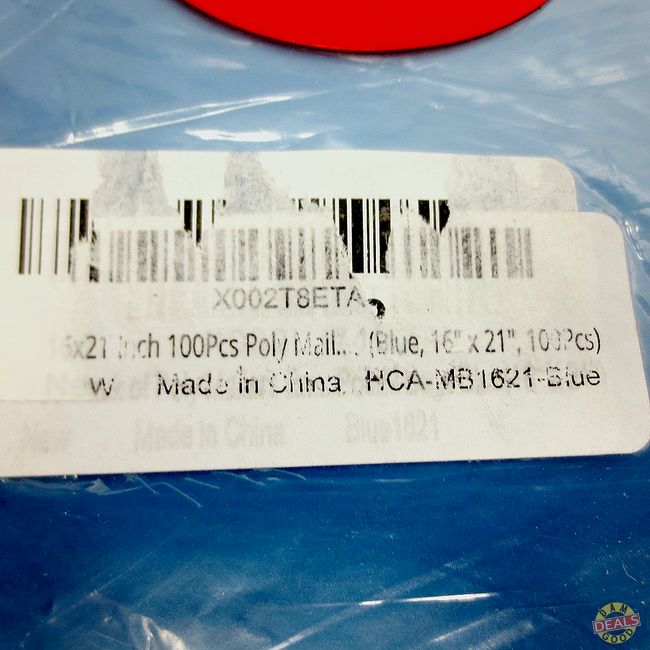 X002T8ETA
6x21 Inch 100Pcs Poly Mail... (Blue, 16" x 21", 100Pcs)
w Made in China HCA-MB1621-Blue
New Made in China Blue1621
DAM
DEALS
GOOD